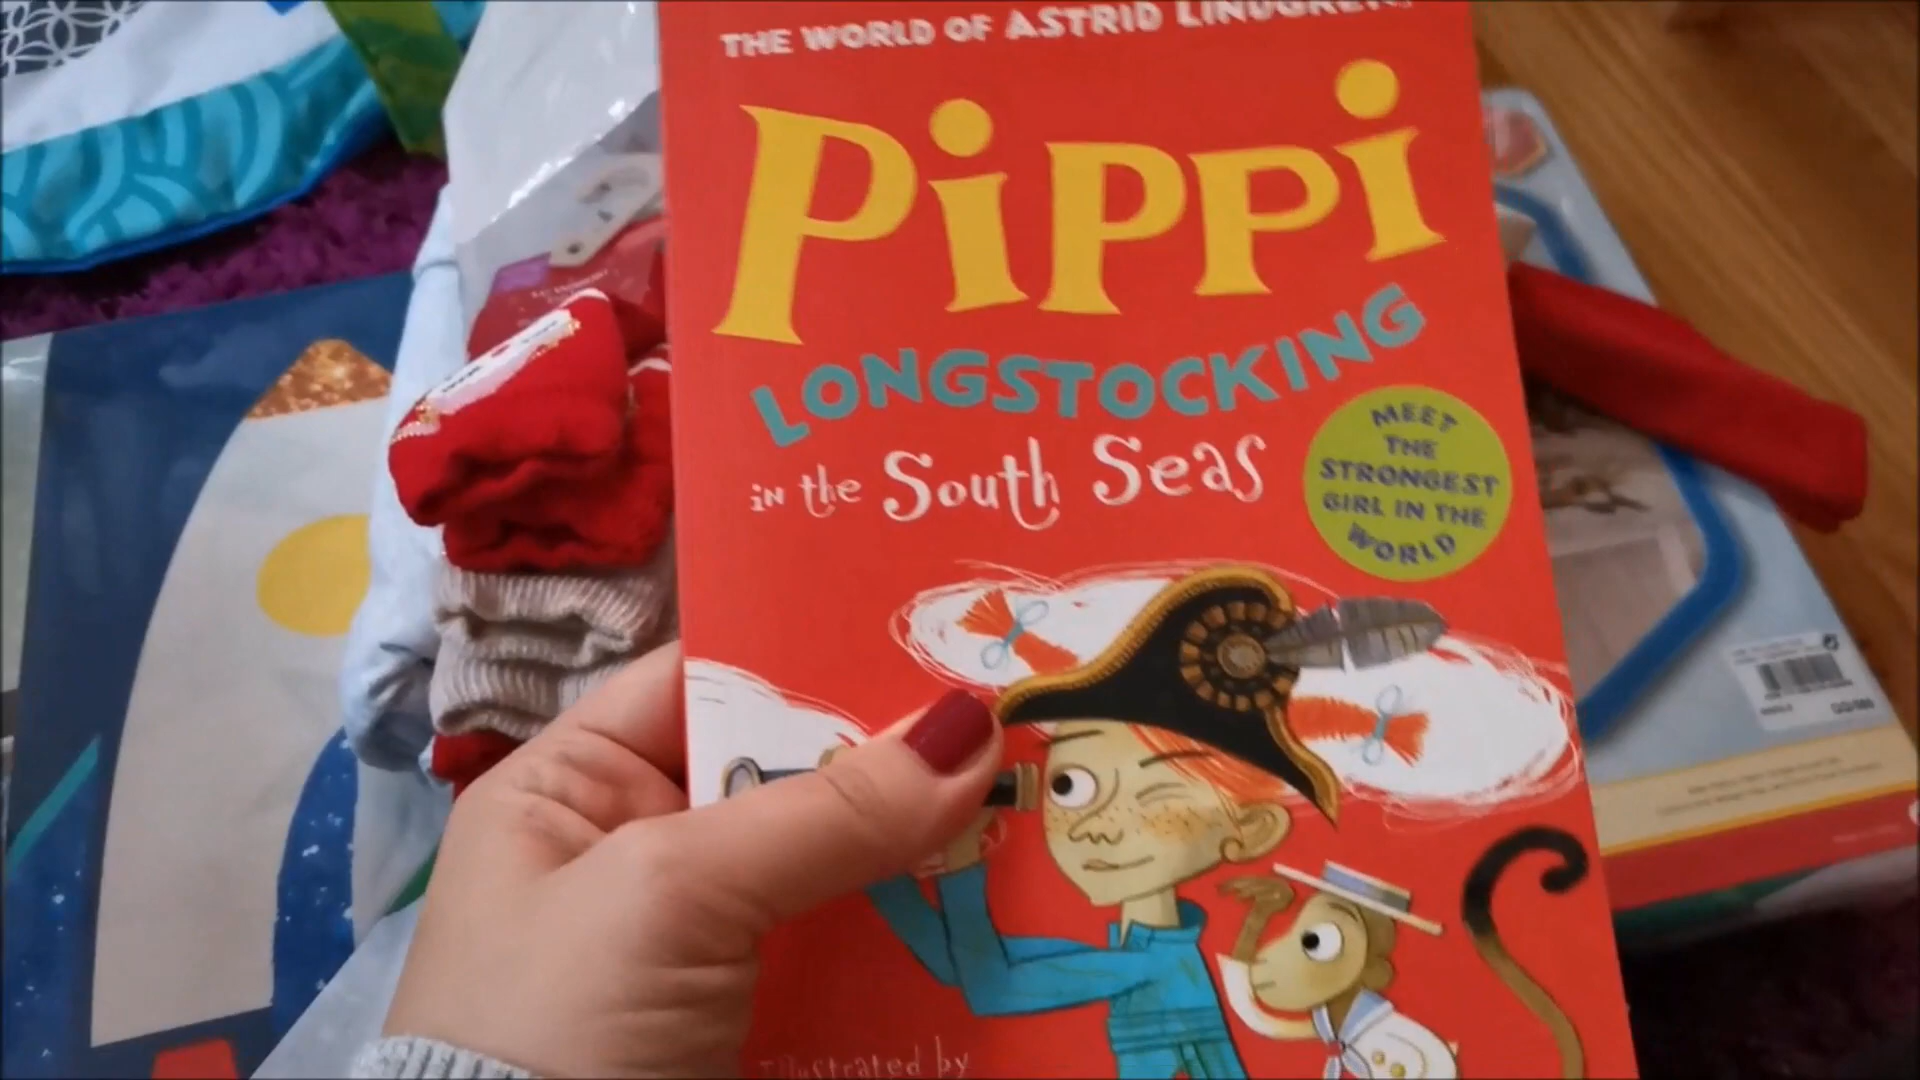 THE WORLD OF ASTRID LINDGREN
Pippi
LONGSTOCKING
in the South Seas
MEET
THE
STRONGEST
GIRL IN THE
WORLD
Illustrated by